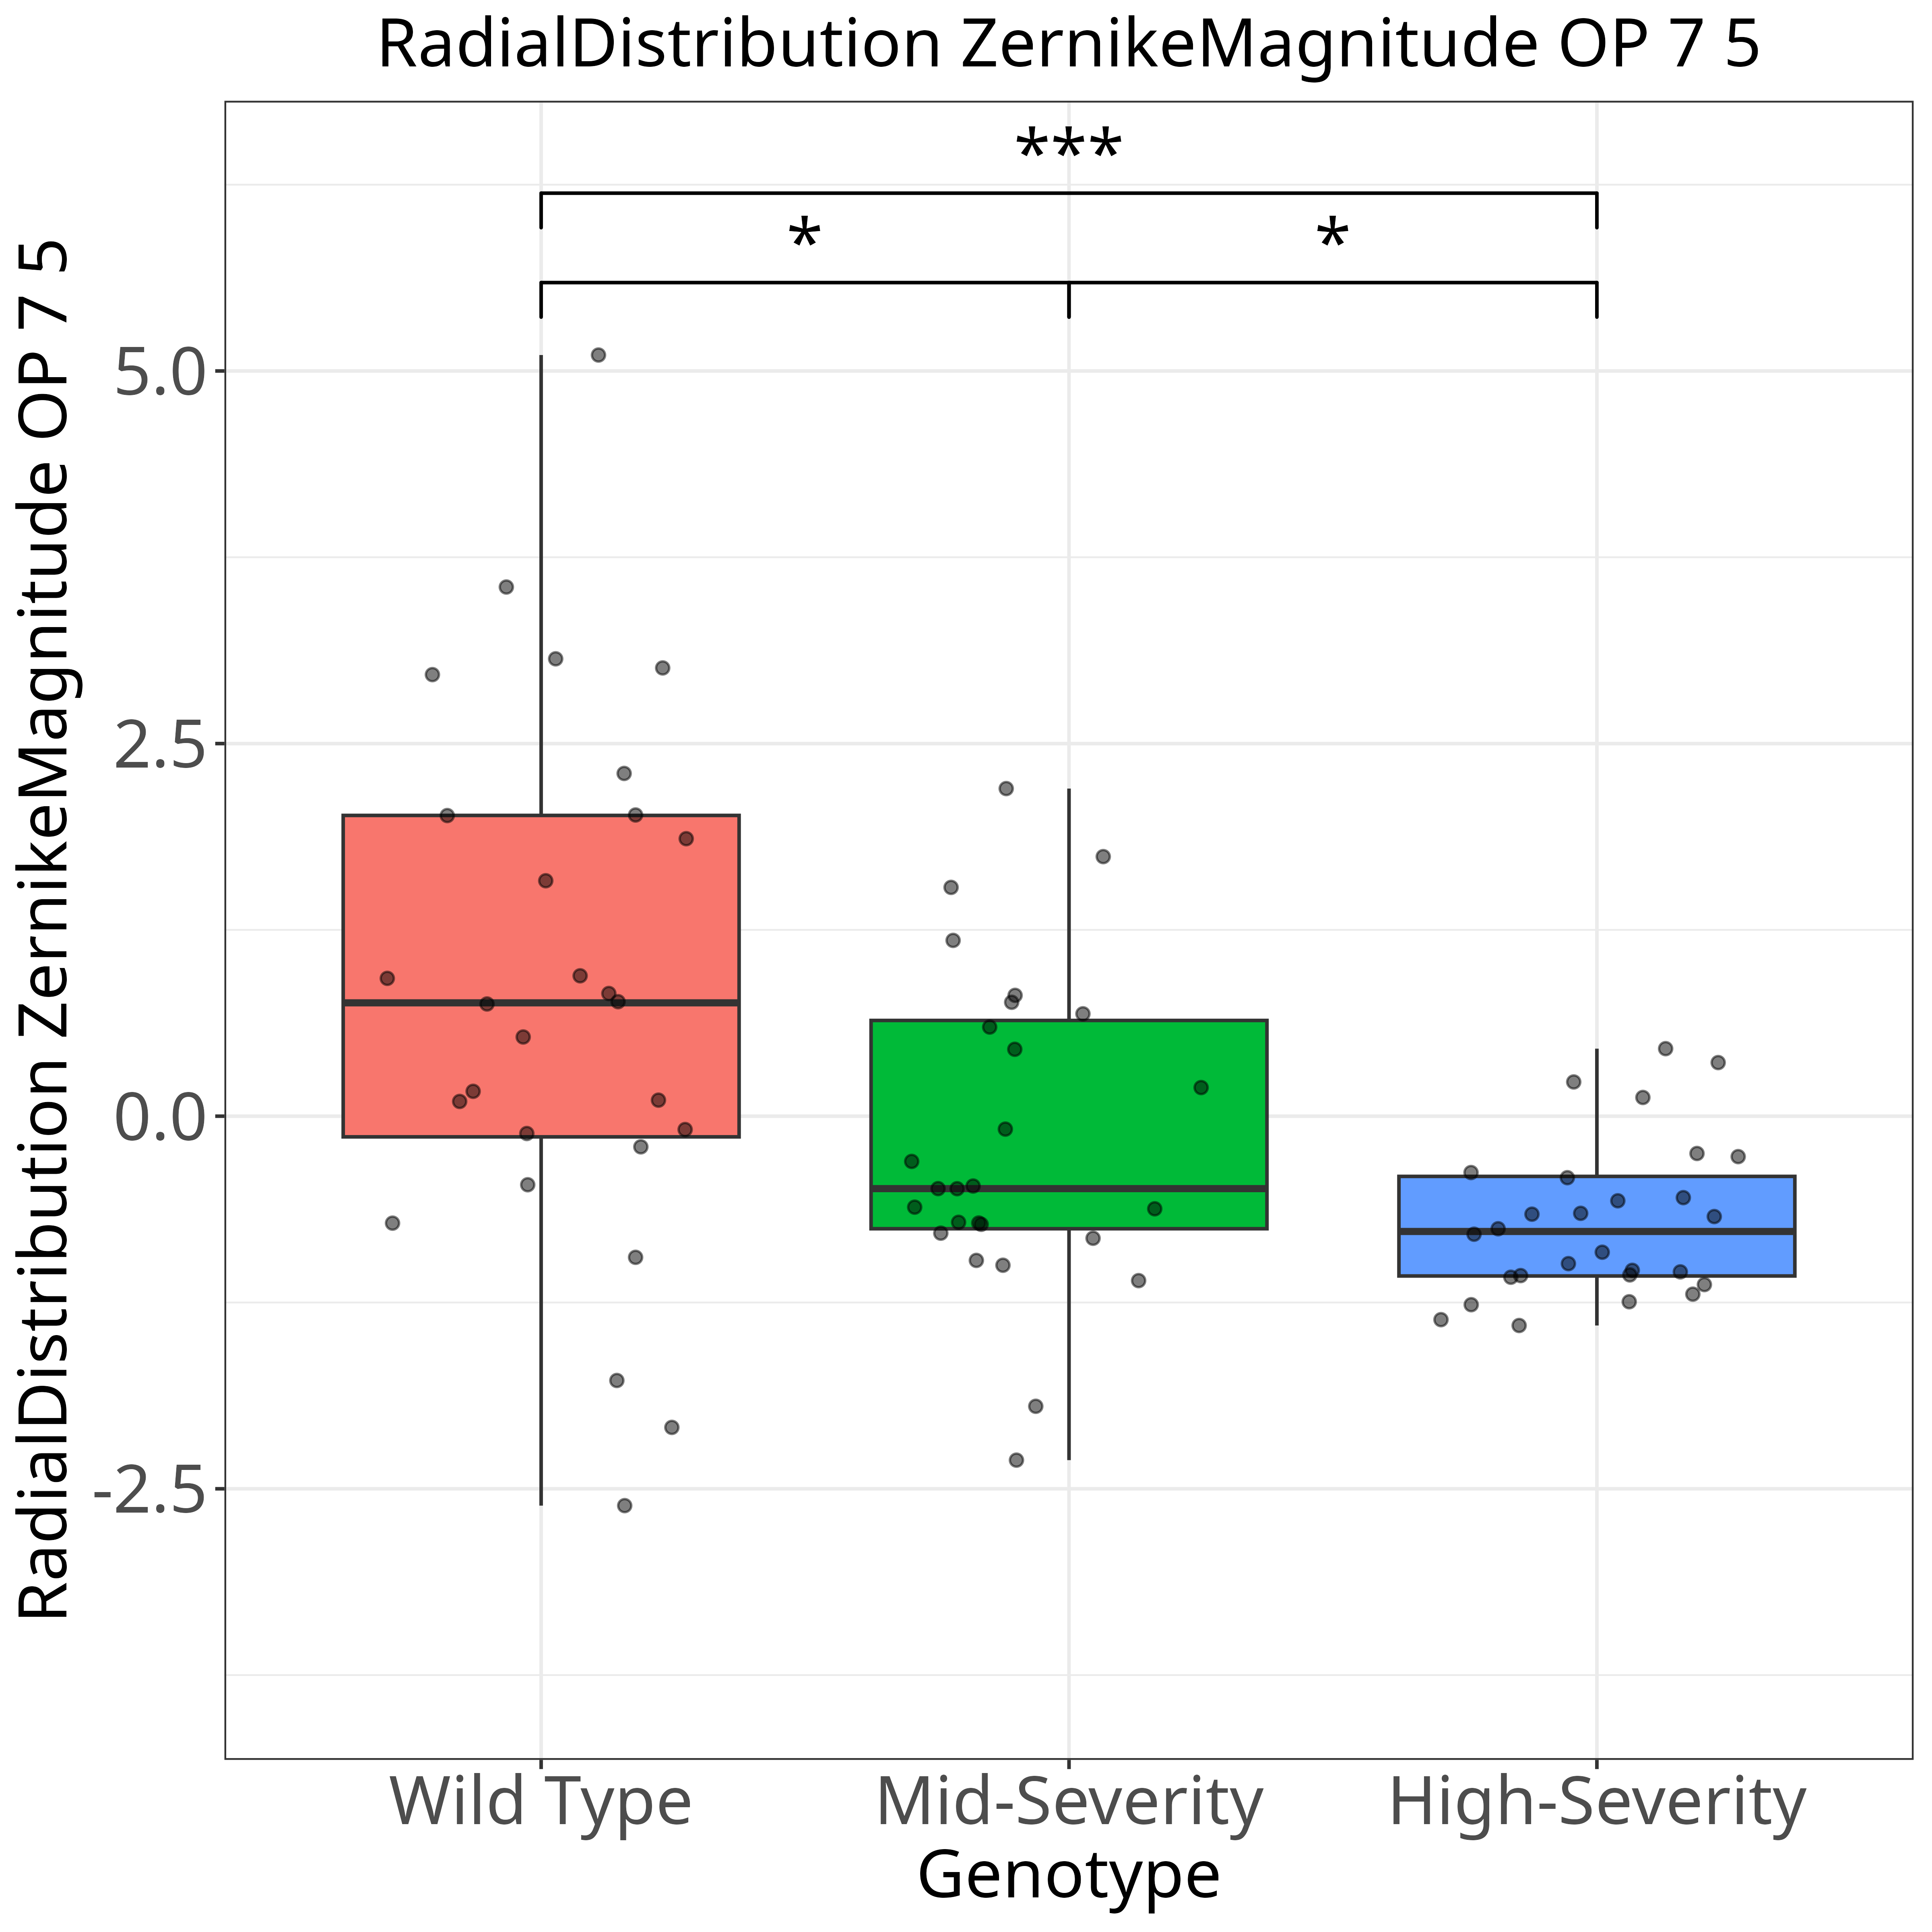 RadialDistribution ZernikeMagnitude OP 7 5
***
* *
RadialDistribution ZernikeMagnitude OP 7 5
5.0
2.5
0.0
-2.5
Wild Type Mid-Severity High-Severity
Genotype